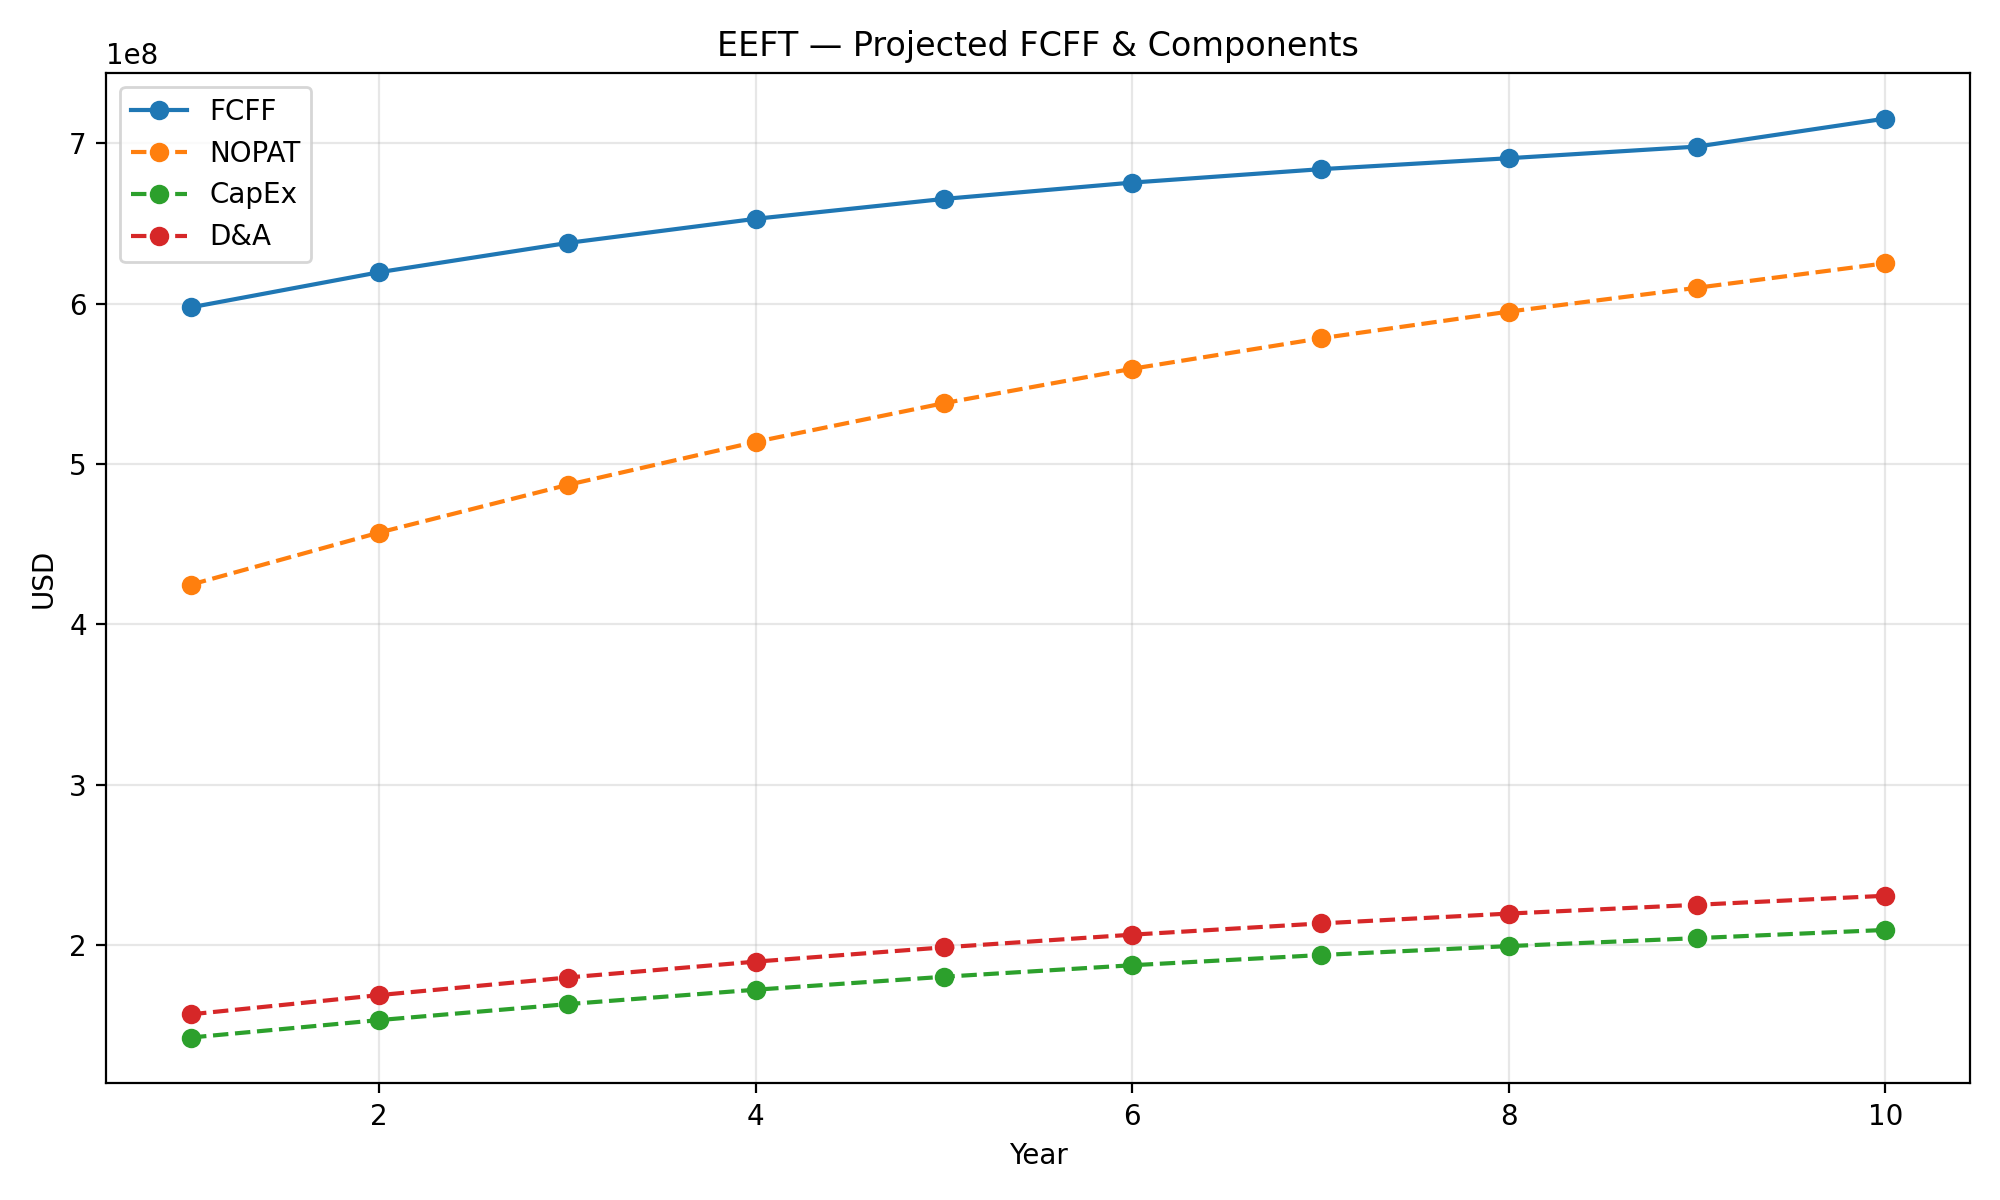 EEFT — Projected FCFF & Components
1e8
FCFF
NOPAT
CapEx
D&A
7
6
5
4
3
2
USD
2 4 6 8 10
Year